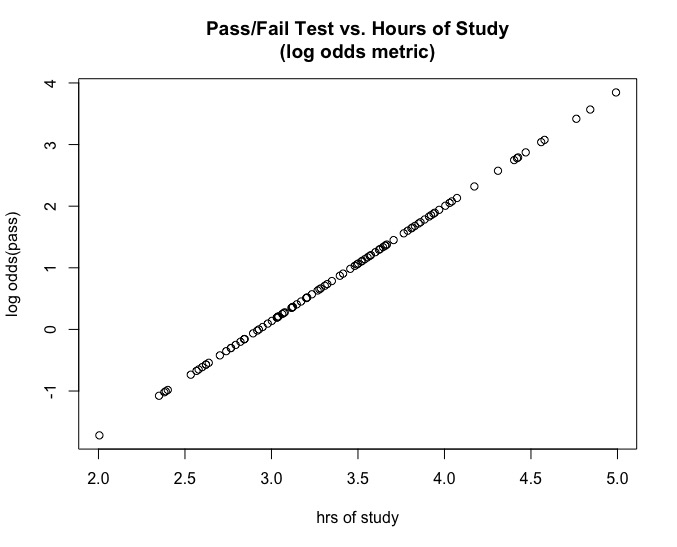 Pass/Fail Test vs. Hours of Study
(log odds metric)
log odds(pass)
4
3
2
1
0
-1
2.0 2.5 3.0 3.5 4.0 4.5 5.0
hrs of study